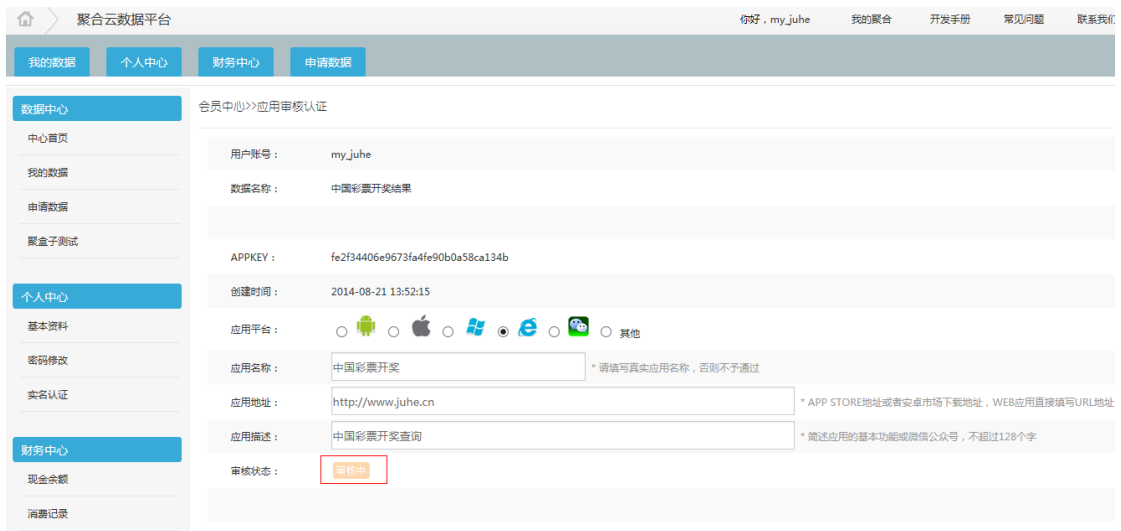 聚合云数据平台 你好，my_juhe 我的聚合 开发手册 常见问题 联系我们
我的数据 个人中心 财务中心 申请数据
数据中心
中心首页
我的数据
申请数据
聚盒子测试
个人中心
基本资料
密码修改
实名认证
财务中心
现金余额
消费记录
会员中心>>应用审核认证
用户账号： my_juhe
数据名称： 中国彩票开奖结果
APPKEY： fe2f34406e9673fa4fe90b0a58ca134b
创建时间： 2014-08-21 13:52:15
应用平台： 其他
应用名称： 中国彩票开奖 * 请填写真实应用名称，否则不予通过
应用地址： http://www.juhe.cn * APP STORE地址或者安卓市场下载地址，WEB应用直接填写URL地址
应用描述： 中国彩票开奖查询 * 简述应用的基本功能或微信公众号，不超过128个字
审核状态： 审核中